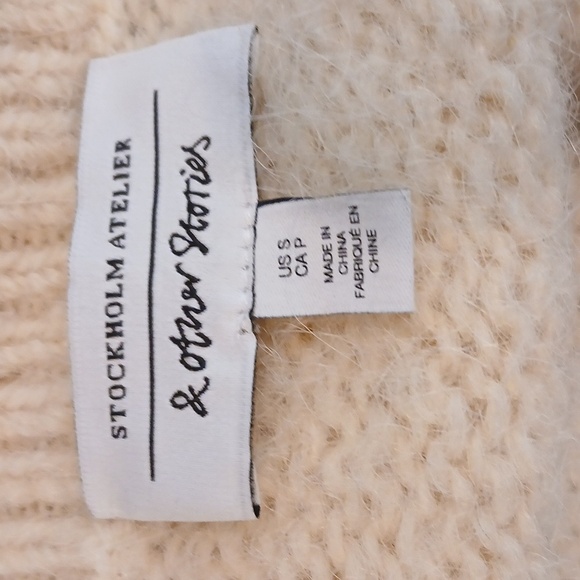 STOCKHOLM ATELIER
& Other Stories
US S
CA P
MADE IN
CHINA
FABRIQUÉ EN
CHINE